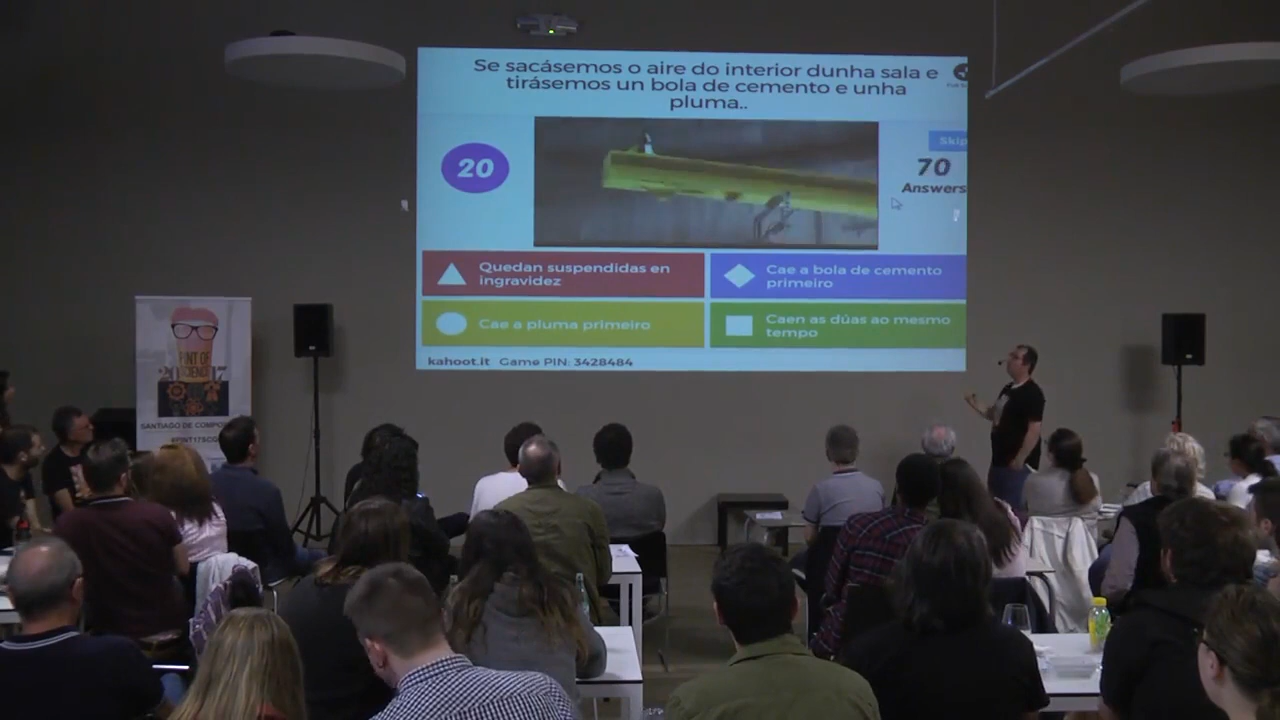 Se sacásemos o aire do interior dunha sala e
tirásemos un bola de cemento e unha
pluma..
20
Skip
70
Answers
Quedan suspendidas en
ingravidez
Cae a bola de cemento
primeiro
Cae a pluma primeiro
Caen as dúas ao mesmo
tempo
kahoot.it Game PIN: 3428484
PINT OF
SCIENCE
2017
SANTIAGO DE COMPO